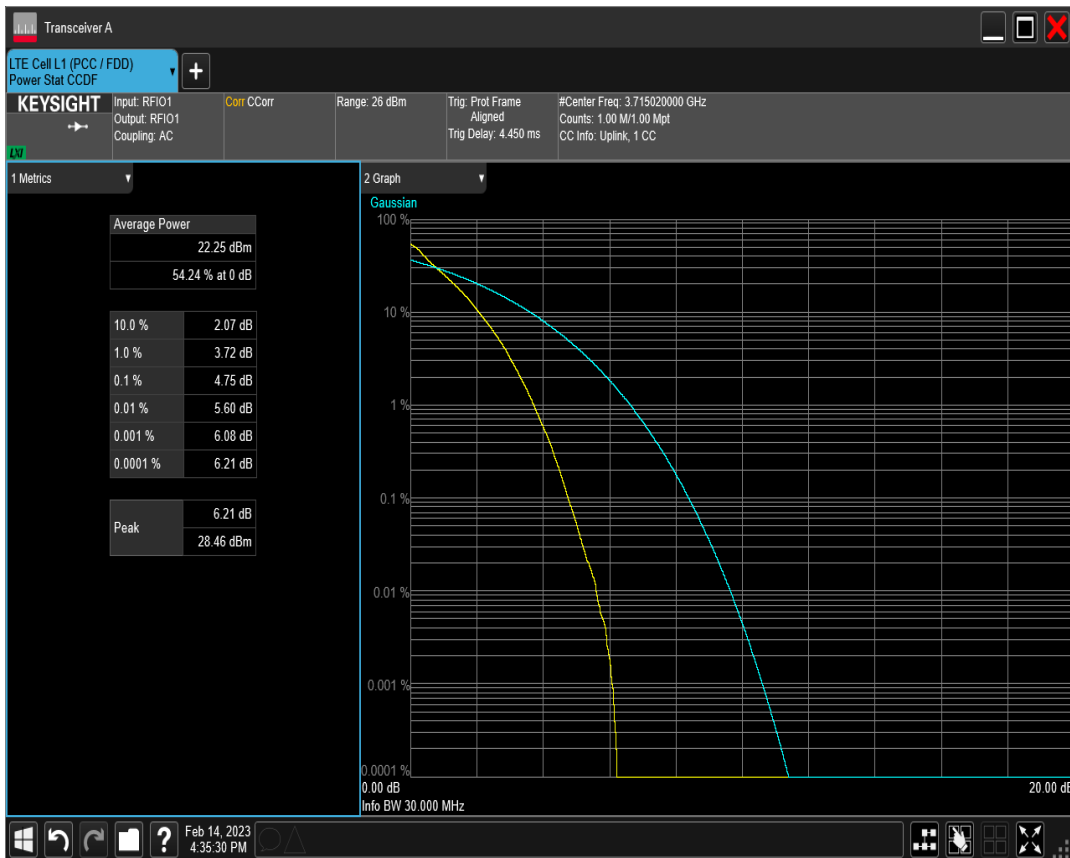 Transceiver A
LTE Cell L1 (PCC / FDD)
Power Stat CCDF
KEYSIGHT
LXI
Input: RFIO1
Output: RFIO1
Coupling: AC
Corr CCorr
Range: 26 dBm
Trig: Prot Frame
Aligned
Trig Delay: 4.450 ms
#Center Freq: 3.715020000 GHz
Counts: 1.00 M/1.00 Mpt
CC Info: Uplink, 1 CC
1 Metrics
Average Power
22.25 dBm
54.24 % at 0 dB
10.0 % 2.07 dB
1.0 % 3.72 dB
0.1 % 4.75 dB
0.01 % 5.60 dB
0.001 % 6.08 dB
0.0001 % 6.21 dB
Peak 6.21 dB
28.46 dBm
2 Graph
Gaussian
100 %
10 %
1 %
0.1 %
0.01 %
0.001 %
0.0001 %
0.00 dB 20.00 dB
Info BW 30.000 MHz
Feb 14, 2023
4:35:30 PM